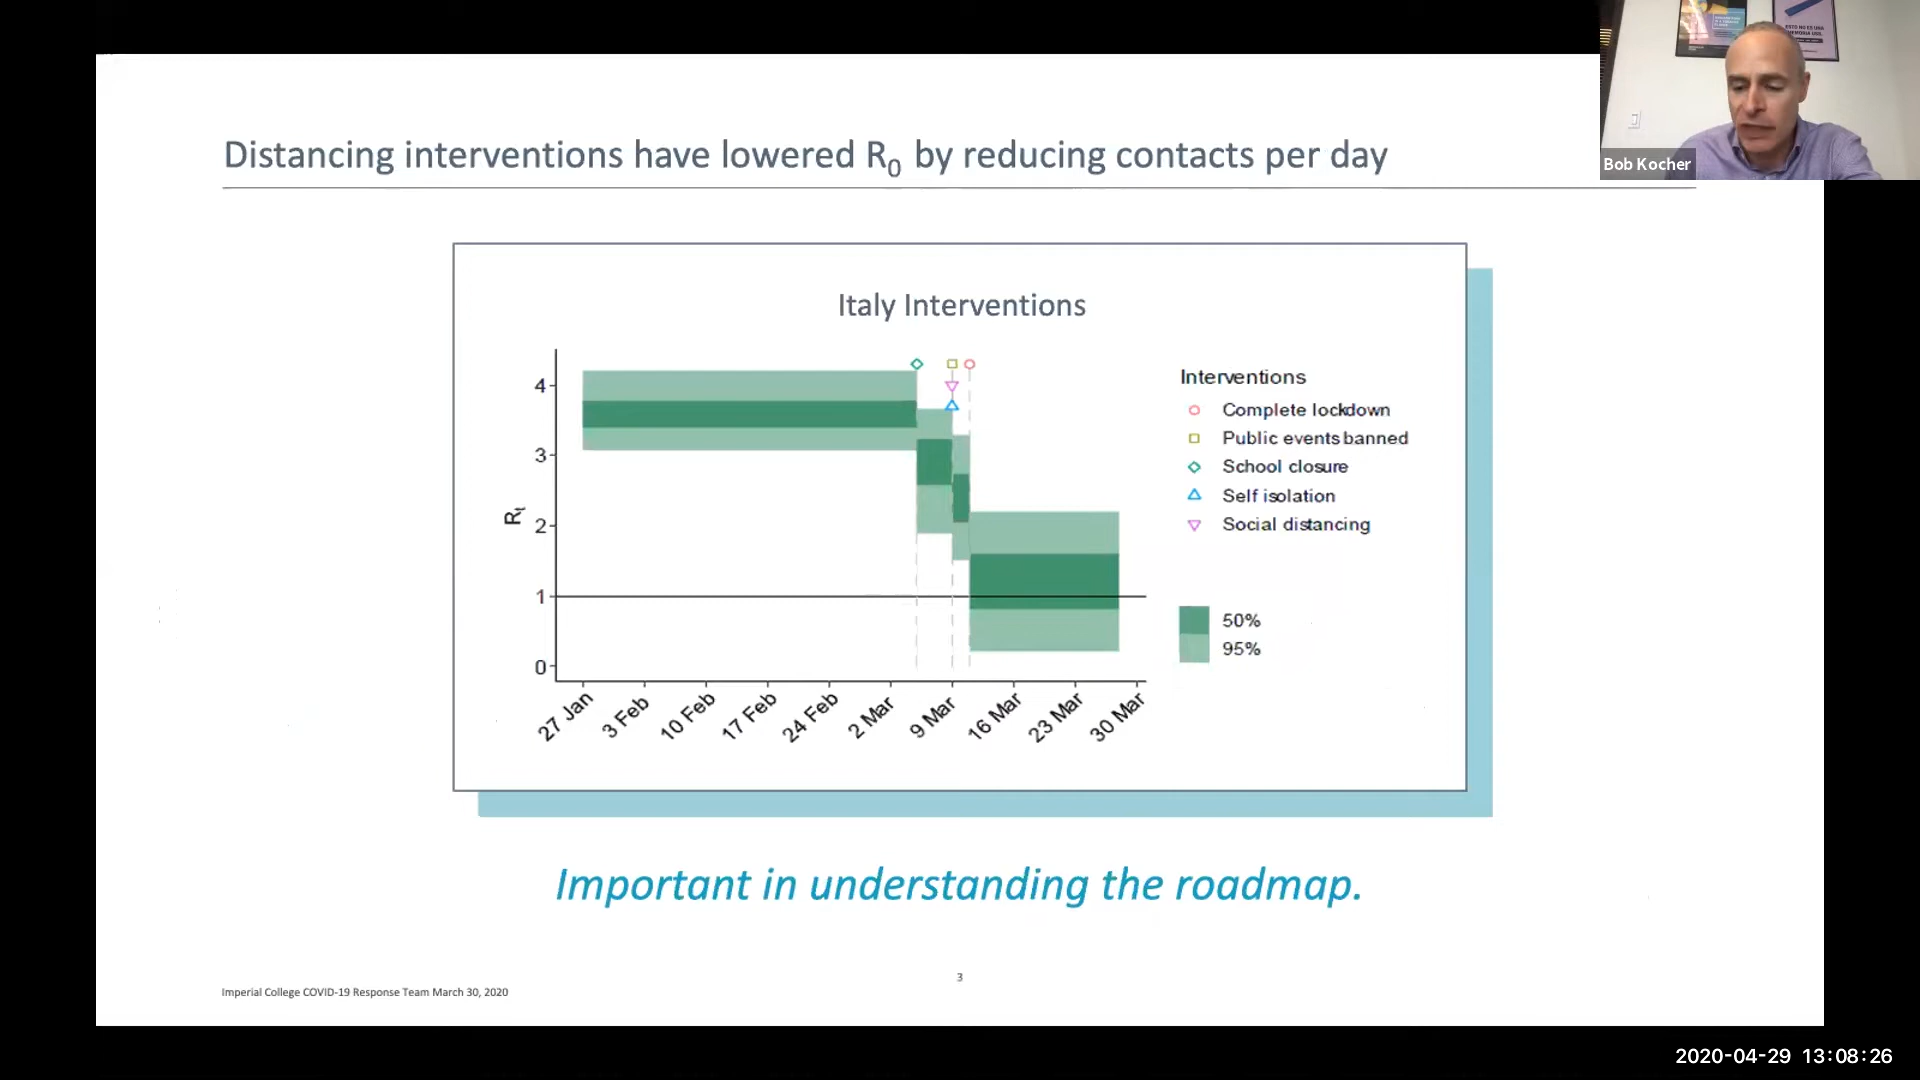 Distancing interventions have lowered R0 by reducing contacts per day
Bob Kocher
Italy Interventions
Rt
4
3
2
1
0
27 Jan
3 Feb
10 Feb
17 Feb
24 Feb
2 Mar
9 Mar
16 Mar
23 Mar
30 Mar
Interventions
Complete lockdown
Public events banned
School closure
Self isolation
Social distancing
50%
95%
Important in understanding the roadmap.
3
Imperial College COVID-19 Response Team March 30, 2020
2020-04-29 13:08:26